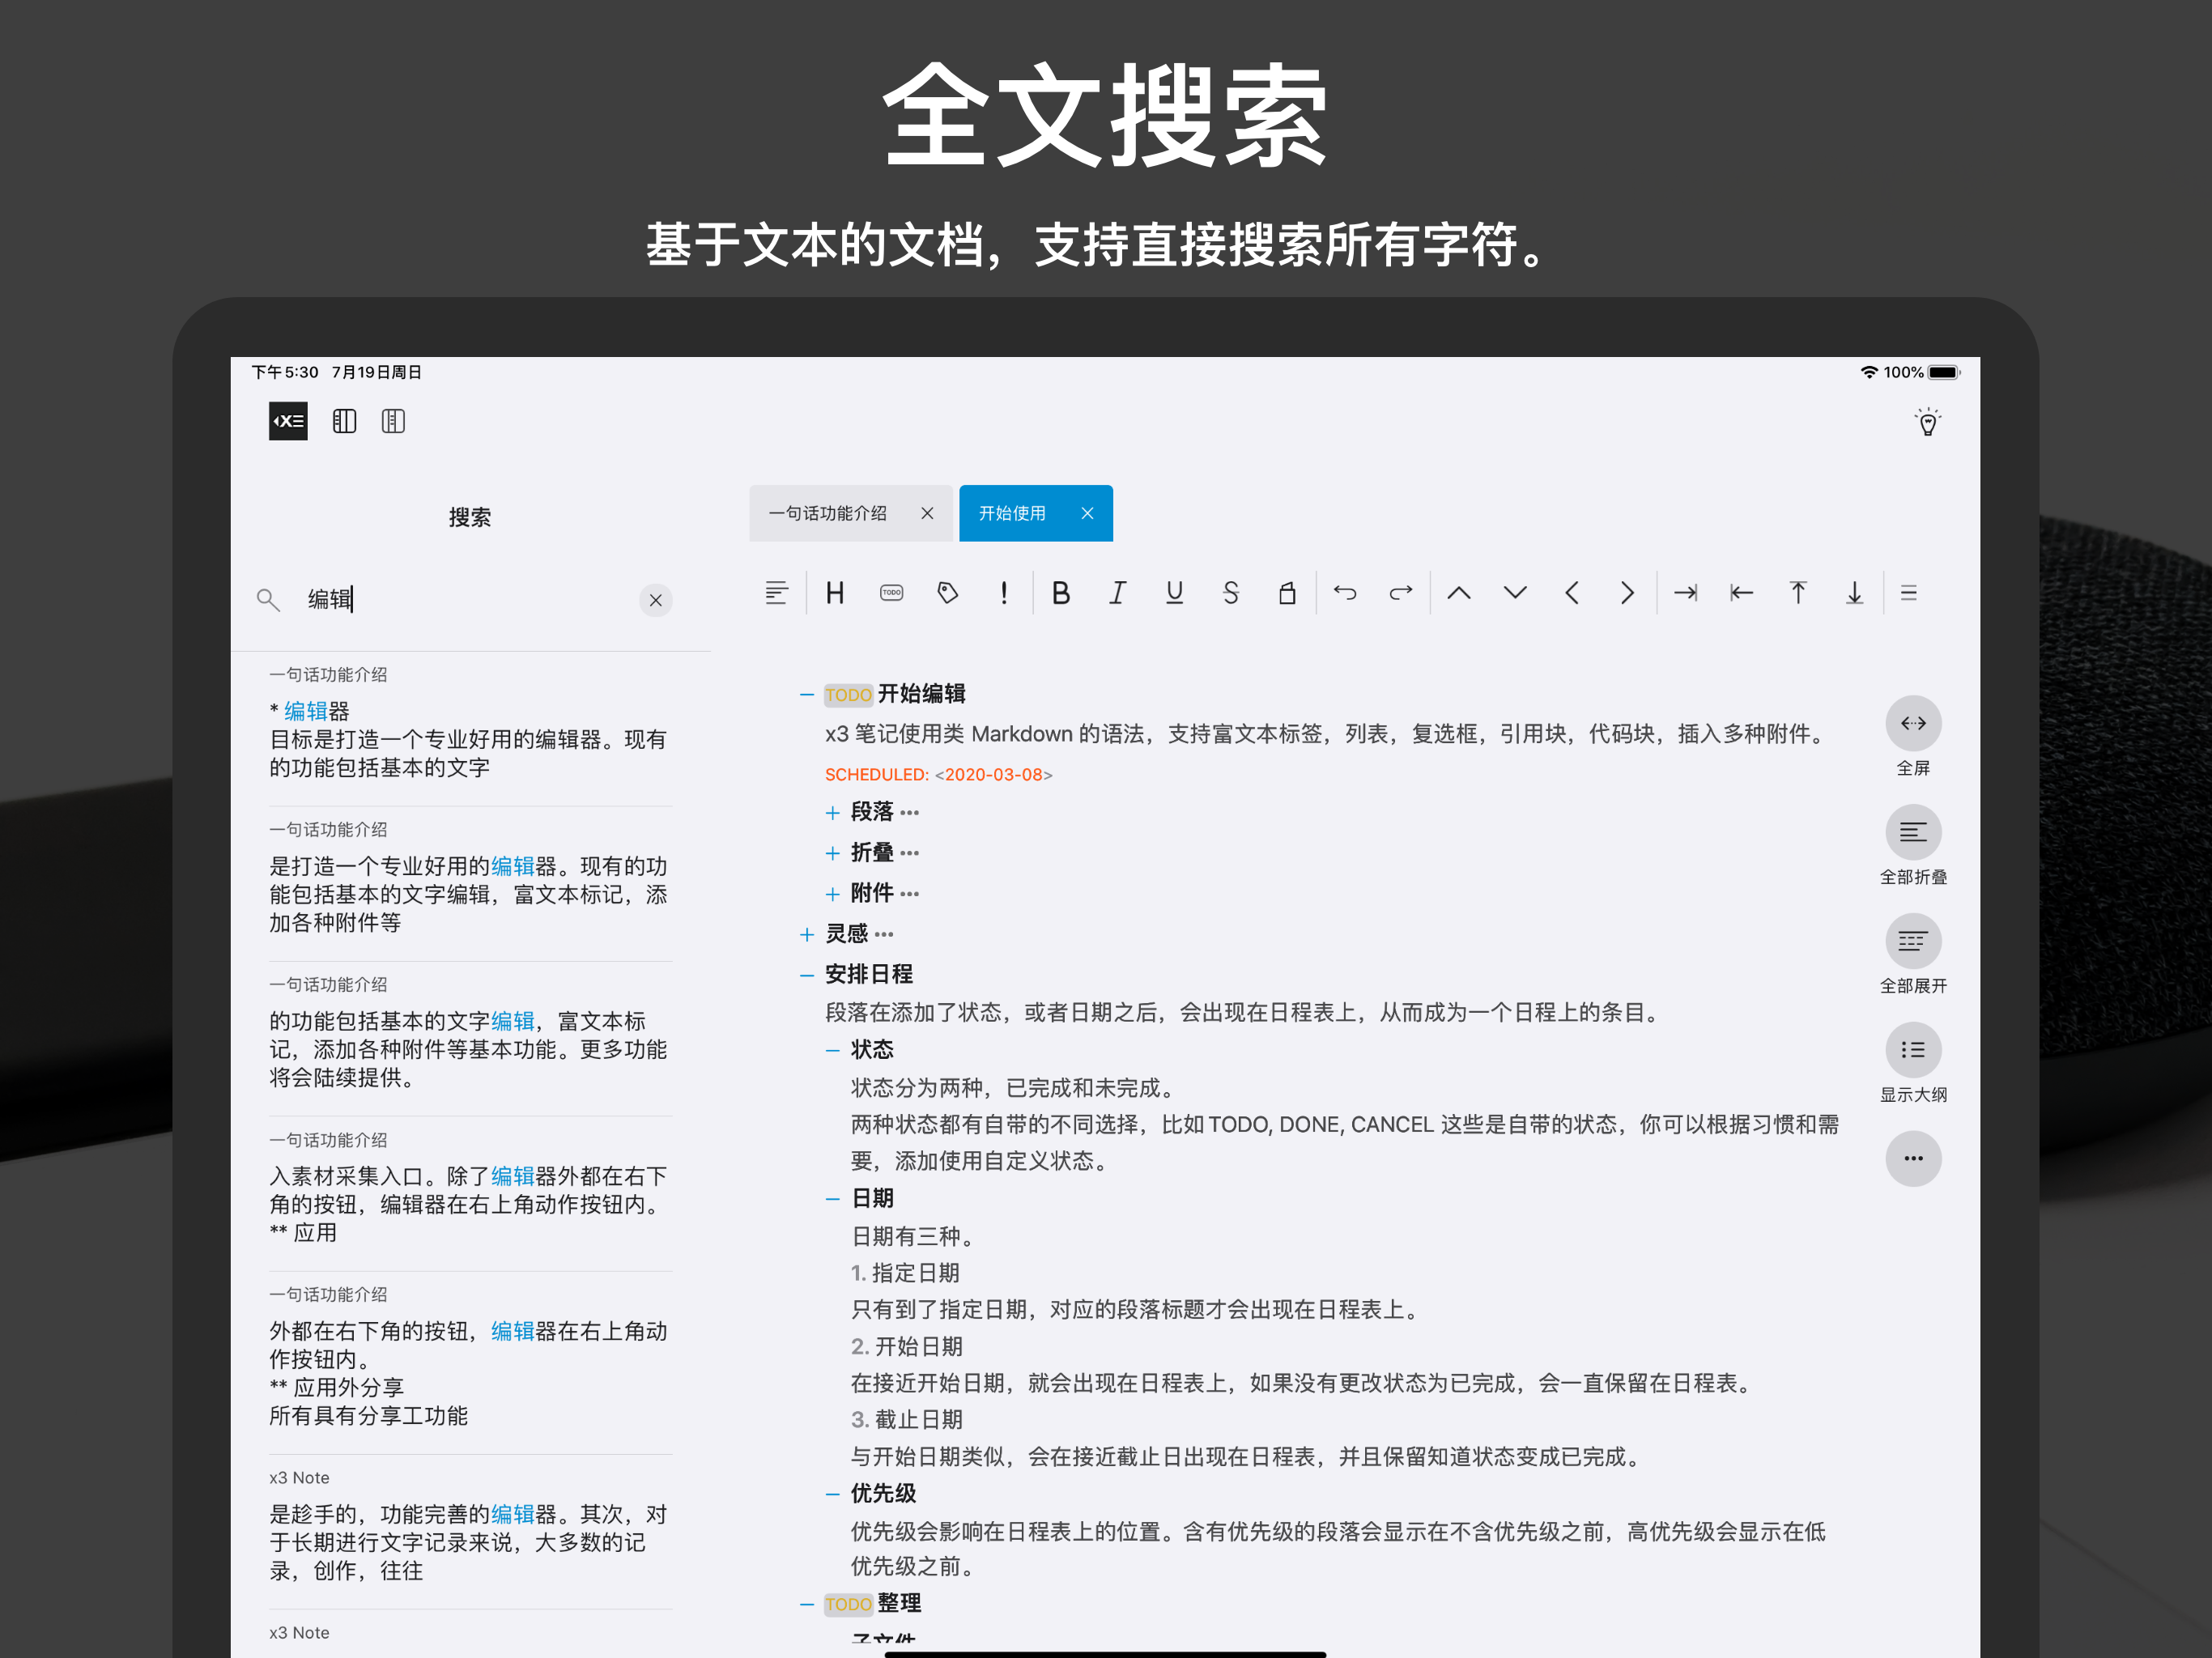 全文搜索
基于文本的文档，支持直接搜索所有字符。
下午5:30 7月19日周日
100%
搜索
编辑
一句话功能介绍
* 编辑器
目标是打造一个专业好用的编辑器。现有
的功能包括基本的文字
一句话功能介绍
是打造一个专业好用的编辑器。现有的功
能包括基本的文字编辑，富文本标记，添
加各种附件等
一句话功能介绍
的功能包括基本的文字编辑，富文本标
记，添加各种附件等基本功能。更多功能
将会陆续提供。
一句话功能介绍
入素材采集入口。除了编辑器外都在右下
角的按钮，编辑器在右上角动作按钮内。
** 应用
一句话功能介绍
外都在右下角的按钮，编辑器在右上角动
作按钮内。
** 应用外分享
所有具有分享工功能
x3 Note
是趁手的，功能完善的编辑器。其次，对
于长期进行文字记录来说，大多数的记
录，创作，往往
x3 Note
一句话功能介绍
开始使用
H TODO ! B I U S
TODO 开始编辑
x3 笔记使用类 Markdown 的语法，支持富文本标签，列表，复选框，引用块，代码块，插入多种附件。
SCHEDULED: <2020-03-08>
+ 段落 •••
+ 折叠 •••
+ 附件 •••
+ 灵感 •••
− 安排日程
段落在添加了状态，或者日期之后，会出现在日程表上，从而成为一个日程上的条目。
− 状态
状态分为两种，已完成和未完成。
两种状态都有自带的不同选择，比如 TODO, DONE, CANCEL 这些是自带的状态，你可以根据习惯和需
要，添加使用自定义状态。
− 日期
日期有三种。
1. 指定日期
只有到了指定日期，对应的段落标题才会出现在日程表上。
2. 开始日期
在接近开始日期，就会出现在日程表上，如果没有更改状态为已完成，会一直保留在日程表。
3. 截止日期
与开始日期类似，会在接近截止日出现在日程表，并且保留知道状态变成已完成。
− 优先级
优先级会影响在日程表上的位置。含有优先级的段落会显示在不含优先级之前，高优先级会显示在低
优先级之前。
− TODO 整理
子文件
全屏
全部折叠
全部展开
显示大纲